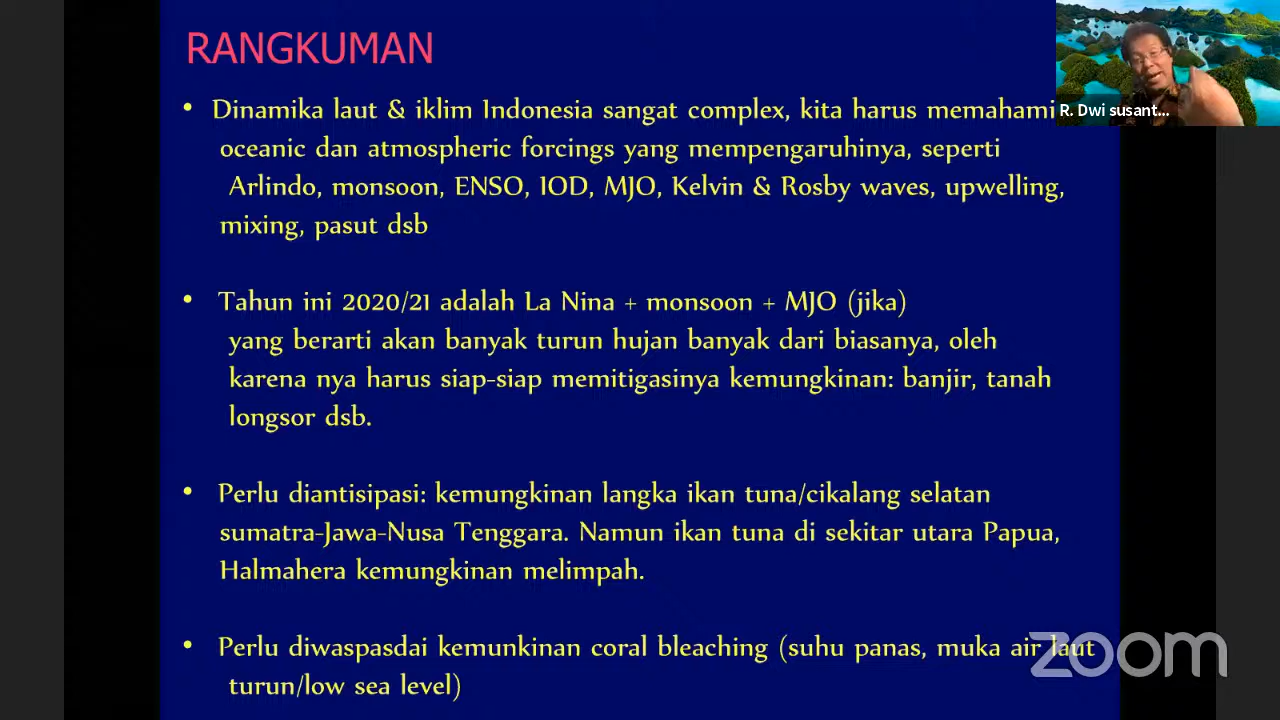 RANGKUMAN
R. Dwi susant...
• Dinamika laut & iklim Indonesia sangat complex, kita harus memahami
oceanic dan atmospheric forcings yang mempengaruhinya, seperti
Arlindo, monsoon, ENSO, IOD, MJO, Kelvin & Rosby waves, upwelling,
mixing, pasut dsb
• Tahun ini 2020/21 adalah La Nina + monsoon + MJO (jika)
yang berarti akan banyak turun hujan banyak dari biasanya, oleh
karena nya harus siap-siap memitigasinya kemungkinan: banjir, tanah
longsor dsb.
• Perlu diantisipasi: kemungkinan langka ikan tuna/cikalang selatan
sumatra-Jawa-Nusa Tenggara. Namun ikan tuna di sekitar utara Papua,
Halmahera kemungkinan melimpah.
• Perlu diwaspasdai kemunkinan coral bleaching (suhu panas, muka air laut
turun/low sea level)
zoom